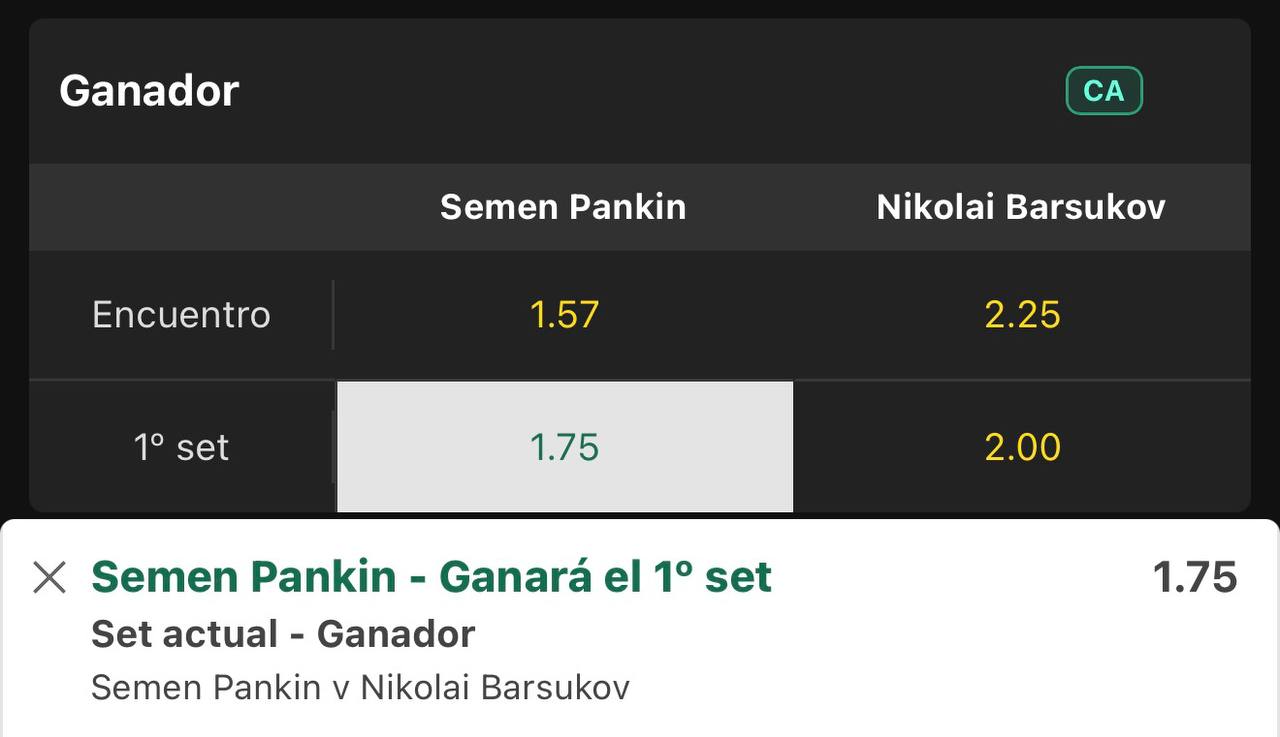 Ganador CA
Semen Pankin Nikolai Barsukov
Encuentro 1.57 2.25
1º set 1.75 2.00
Semen Pankin - Ganará el 1º set 1.75
Set actual - Ganador
Semen Pankin v Nikolai Barsukov